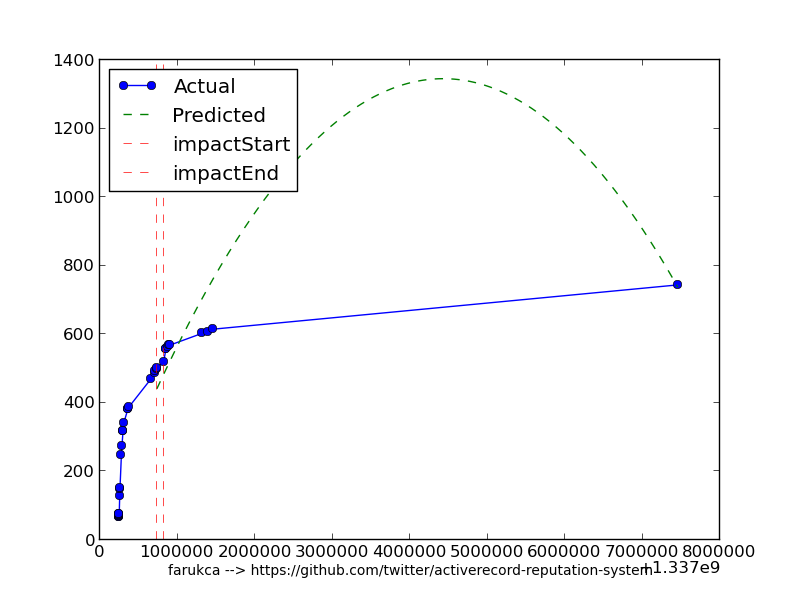 1400
1200
1000
800
600
400
200
0
Actual
Predicted
impactStart
impactEnd
0 1000000 2000000 3000000 4000000 5000000 6000000 7000000 8000000
+1.337e9
farukca --> https://github.com/twitter/activerecord-reputation-system